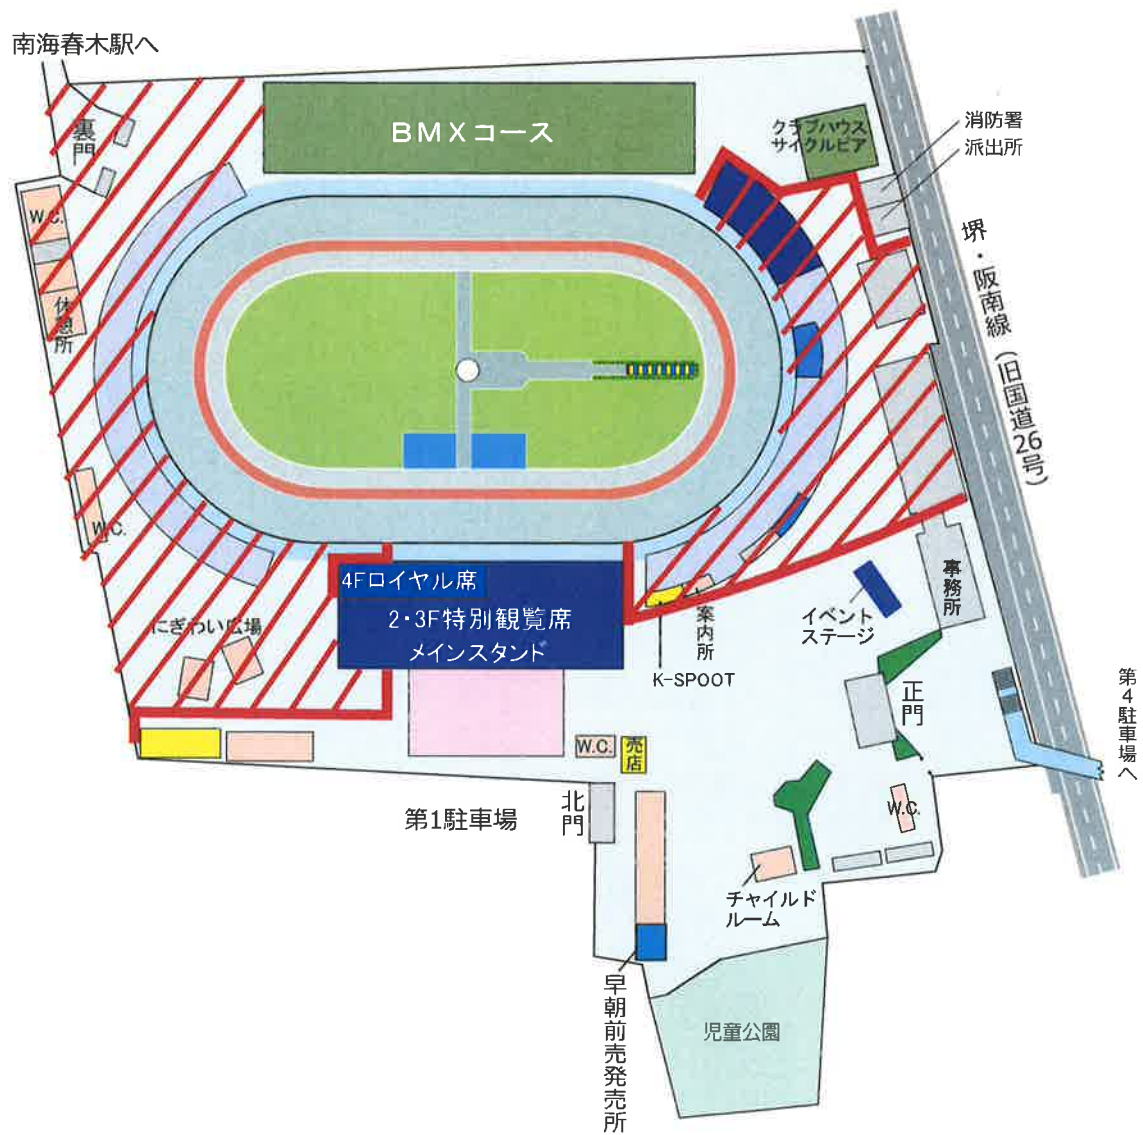 南海春木駅へ
BMXコース
クラブハウス
サイクルピア
消防署
派出所
裏門
W.C.
休憩所
堺・阪南線（旧国道26号）
W.C.
4Fロイヤル席
2・3F特別観覧席
メインスタンド
にぎわい広場
案内所
K-SPOOT
イベント
ステージ
事務所
正門
第4駐車場へ
W.C.
売店
第1駐車場
北門
W.C.
チャイルド
ルーム
早朝前売発売所
児童公園